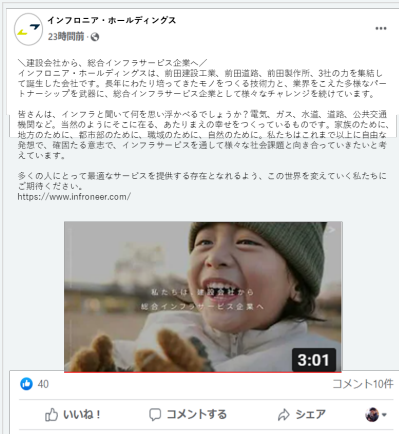 インフロニア・ホールディングス
23時間前
＼建設会社から、総合インフラサービス企業へ／
インフロニア・ホールディングスは、前田建設工業、前田道路、前田製作所、3社の力を集結し
て誕生した会社です。長年にわたり培ってきたモノをつくる技術力と、業界をこえた多様なパー
トナーシップを武器に、総合インフラサービス企業として様々なチャレンジを続けています。
皆さんは、インフラと聞いて何を思い浮かべるでしょうか？電気、ガス、水道、道路、公共交通
機関など。当然のようにそこに在る、あたりまえの幸せをつくっているものです。家族のために、
地方のために、都市部のために、職域のために、自然のために。私たちはこれまで以上に自由な
発想で、確固たる意志で、インフラサービスを通して様々な社会課題と向き合っていきたいと考
えています。
多くの人にとって最適なサービスを提供する存在となれるよう、この世界を変えていく私たちに
ご期待ください。
https://www.infroneer.com/
私たちは、建設会社から
総合インフラサービス企業へ
3:01
40
コメント10件
いいね！
コメントする
シェア